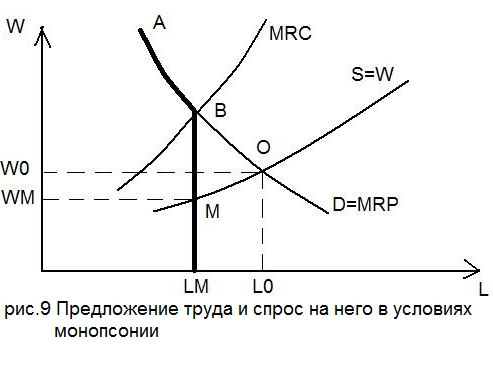 W
A
MRC
S=W
B
O
W0
WM
M
D=MRP
LM
L0
L
рис.9 Предложение труда и спрос на него в условиях
монопсонии